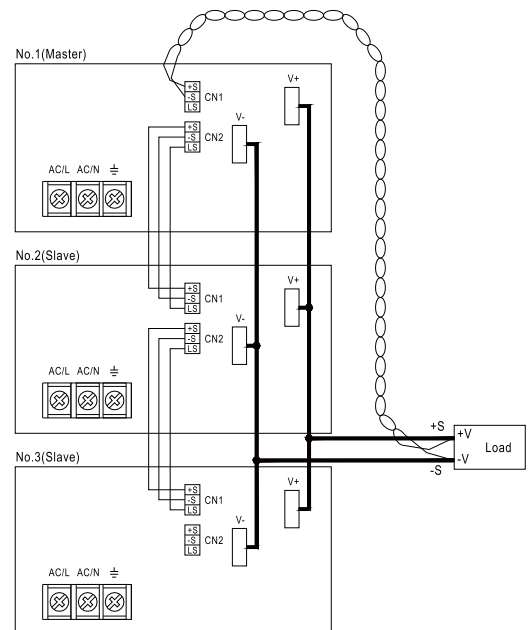 No.1(Master)
V+
+S
-S CN1
LS
V-
+S
-S CN2
LS
AC/L AC/N
No.2(Slave)
V+
+S
-S CN1
LS
V-
+S
-S CN2
LS
AC/L AC/N
+S
+V
Load
-V
-S
No.3(Slave)
V+
+S
-S CN1
LS
V-
+S
-S CN2
LS
AC/L AC/N